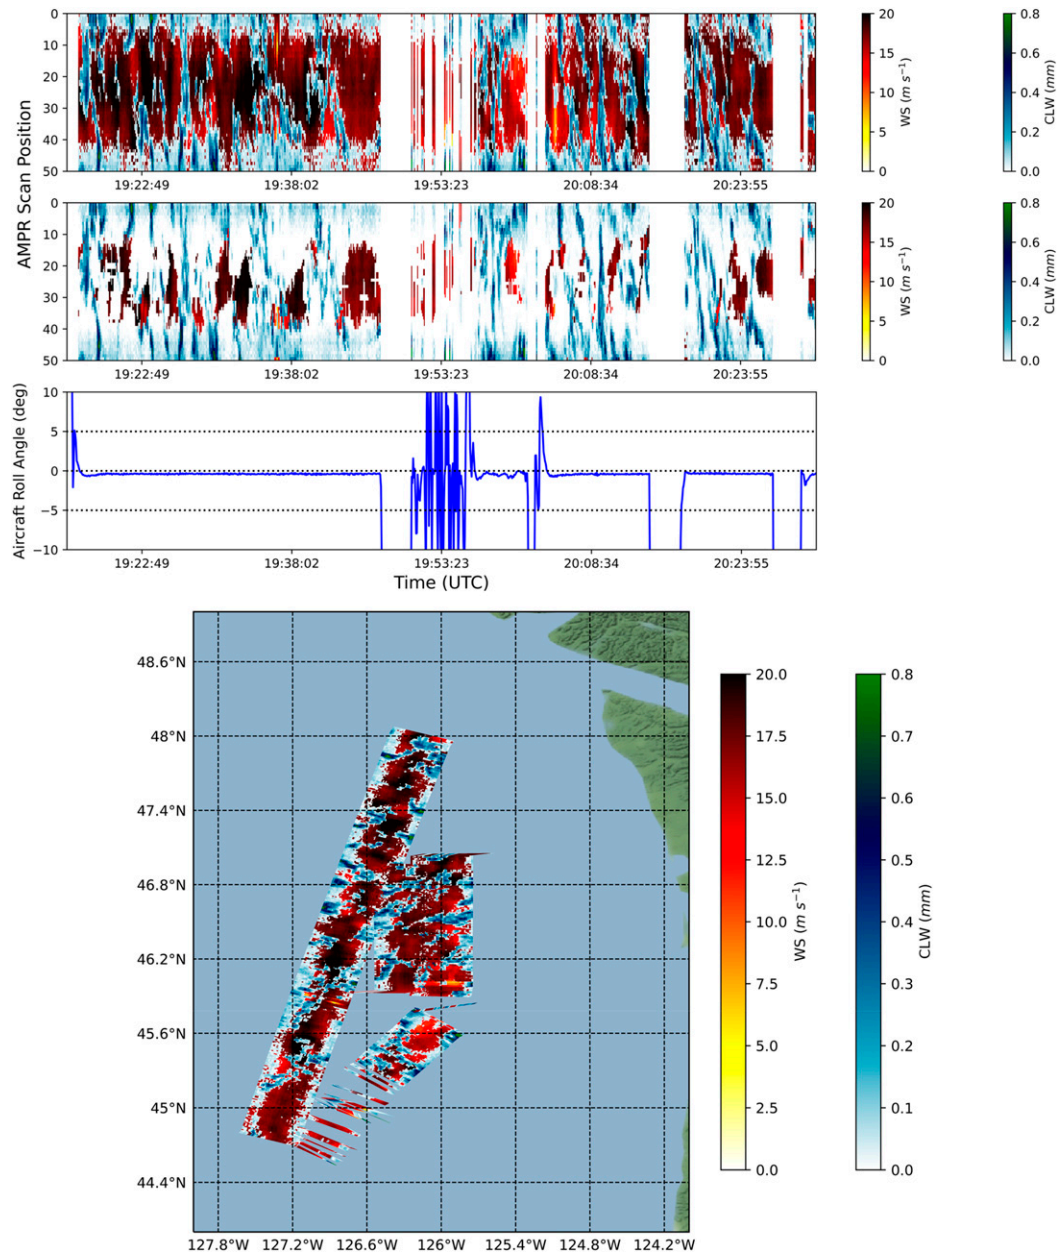 0
10
20
30
40
50
19:22:49 19:38:02 19:53:23 20:08:34 20:23:55
20
15
10
5
0
WS (m s⁻¹)
0.8
0.6
0.4
0.2
0.0
CLW (mm)
AMPR Scan Position
0
10
20
30
40
50
19:22:49 19:38:02 19:53:23 20:08:34 20:23:55
20
15
10
5
0
WS (m s⁻¹)
0.8
0.6
0.4
0.2
0.0
CLW (mm)
Aircraft Roll Angle (deg)
10
5
0
−5
−10
19:22:49 19:38:02 19:53:23 20:08:34 20:23:55
Time (UTC)
48.6°N
48°N
47.4°N
46.8°N
46.2°N
45.6°N
45°N
44.4°N
127.8°W 127.2°W 126.6°W 126°W 125.4°W 124.8°W 124.2°W
20.0
17.5
15.0
12.5
10.0
7.5
5.0
2.5
0.0
WS (m s⁻¹)
0.8
0.7
0.6
0.5
0.4
0.3
0.2
0.1
0.0
CLW (mm)